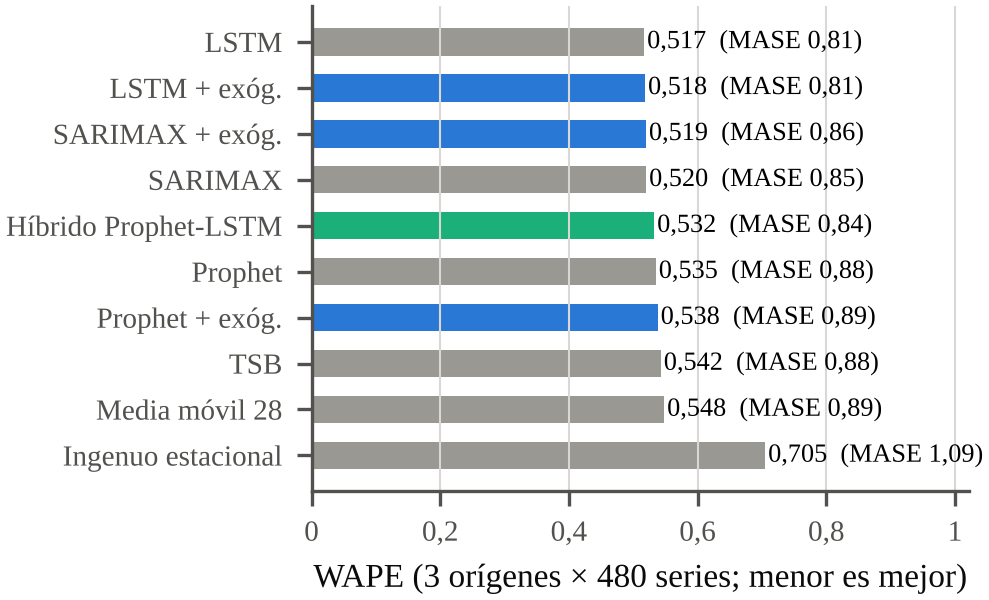 LSTM 0,517 (MASE 0,81)
LSTM + exóg. 0,518 (MASE 0,81)
SARIMAX + exóg. 0,519 (MASE 0,86)
SARIMAX 0,520 (MASE 0,85)
Híbrido Prophet-LSTM 0,532 (MASE 0,84)
Prophet 0,535 (MASE 0,88)
Prophet + exóg. 0,538 (MASE 0,89)
TSB 0,542 (MASE 0,88)
Media móvil 28 0,548 (MASE 0,89)
Ingenuo estacional 0,705 (MASE 1,09)
0 0,2 0,4 0,6 0,8 1
WAPE (3 orígenes × 480 series; menor es mejor)